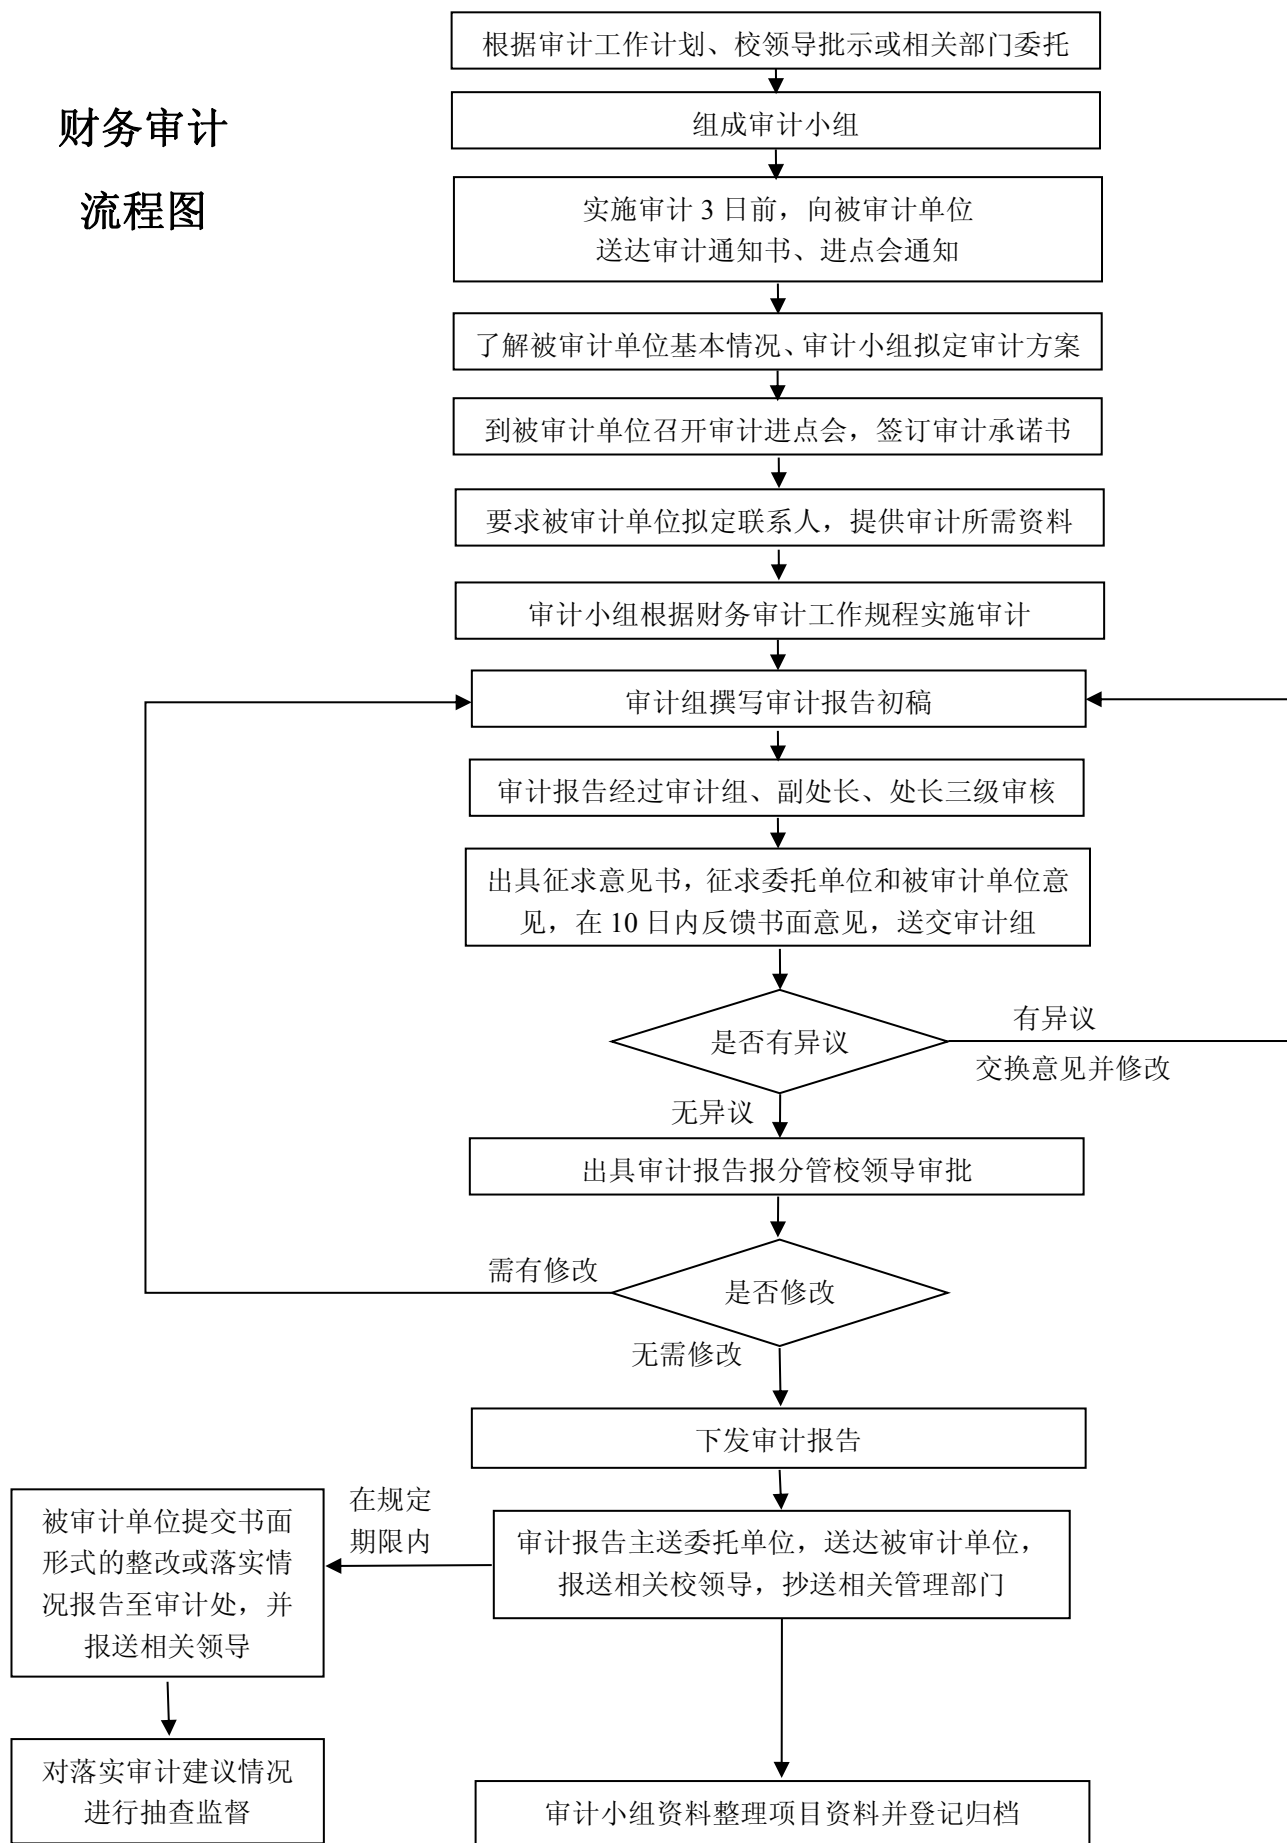 根据审计工作计划、校领导批示或相关部门委托
财务审计
流程图
组成审计小组
实施审计 3 日前，向被审计单位
送达审计通知书、进点会通知
了解被审计单位基本情况、审计小组拟定审计方案
到被审计单位召开审计进点会，签订审计承诺书
要求被审计单位拟定联系人，提供审计所需资料
审计小组根据财务审计工作规程实施审计
审计组撰写审计报告初稿
审计报告经过审计组、副处长、处长三级审核
出具征求意见书，征求委托单位和被审计单位意
见，在 10 日内反馈书面意见，送交审计组
是否有异议
有异议
交换意见并修改
无异议
出具审计报告报分管校领导审批
需有修改
是否修改
无需修改
下发审计报告
在规定
期限内
审计报告主送委托单位，送达被审计单位，
报送相关校领导，抄送相关管理部门
被审计单位提交书面
形式的整改或落实情
况报告至审计处，并
报送相关领导
对落实审计建议情况
进行抽查监督
审计小组资料整理项目资料并登记归档